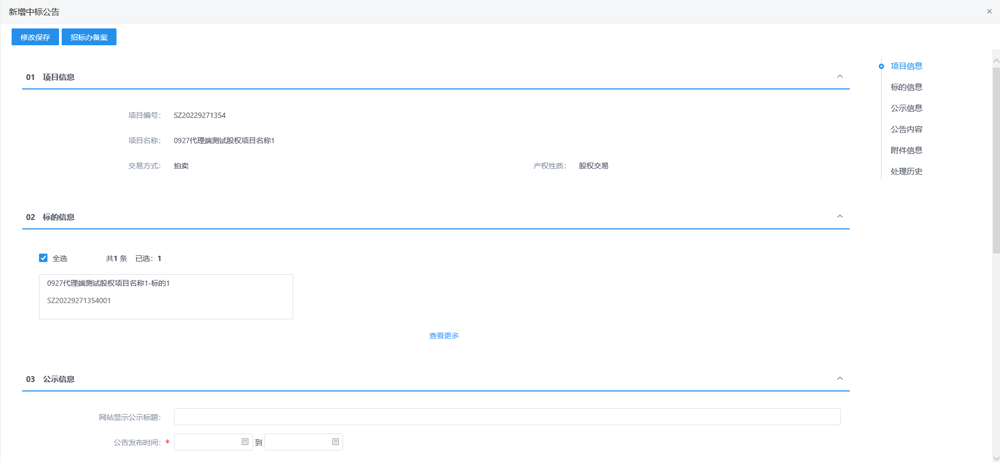 新增中标公告
修改保存 招标办备案
01 项目信息
项目编号： SZ20229271354
项目名称： 0927代理端测试股权项目名称1
交易方式： 拍卖 产权性质： 股权交易
02 标的信息
全选 共1 条 已选：1
0927代理端测试股权项目名称1-标的1
SZ20229271354001
查看更多
03 公示信息
网站显示公示标题：
公告发布时间：* 到
项目信息
标的信息
公示信息
公告内容
附件信息
处理历史